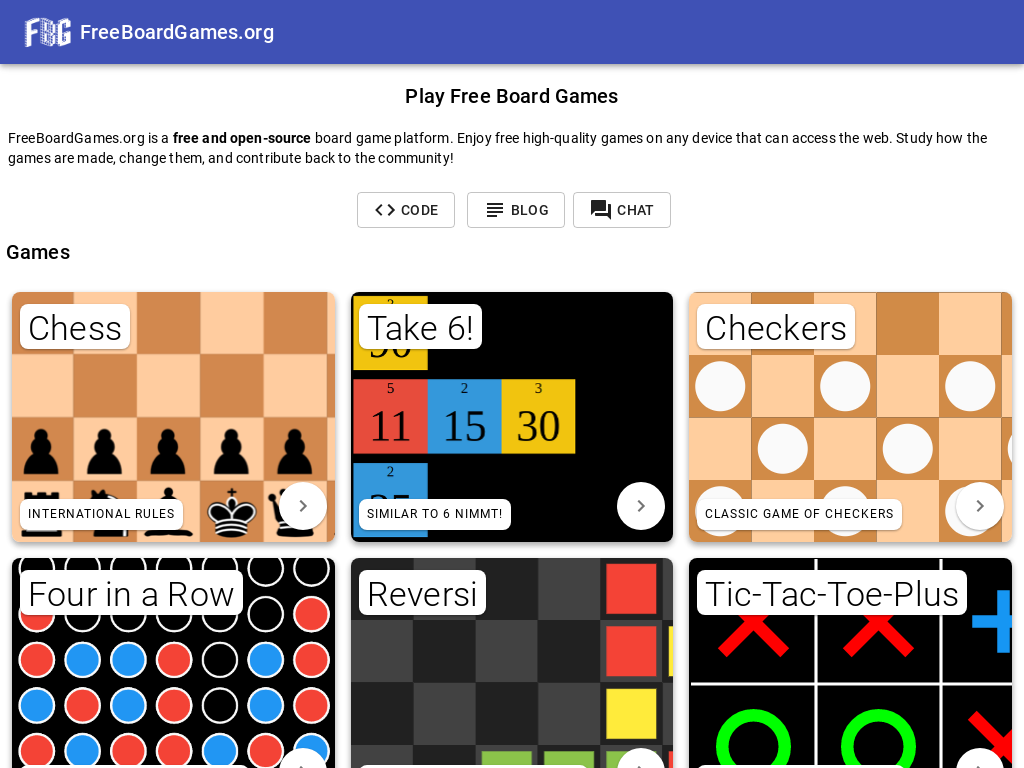 FBG FreeBoardGames.org
Play Free Board Games
FreeBoardGames.org is a free and open-source board game platform. Enjoy free high-quality games on any device that can access the web. Study how the
games are made, change them, and contribute back to the community!
CODE
BLOG
CHAT
Games
Chess
INTERNATIONAL RULES
Take 6!
5
11
2
15
3
30
2
SIMILAR TO 6 NIMMT!
Checkers
CLASSIC GAME OF CHECKERS
Four in a Row
Reversi
Tic-Tac-Toe-Plus